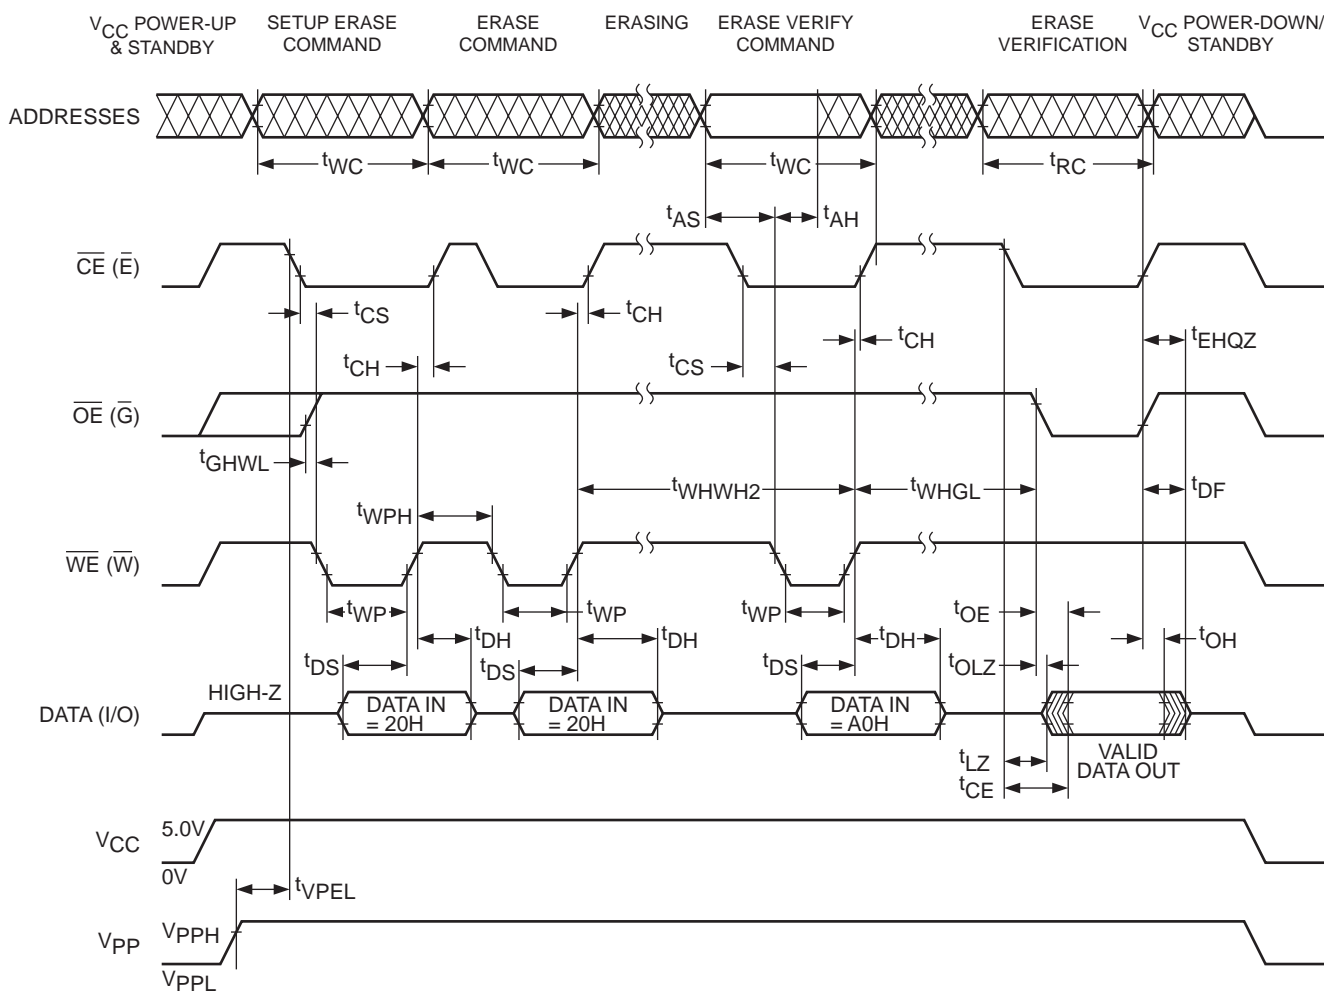 VCC POWER-UP
& STANDBY
SETUP ERASE
COMMAND
ERASE
COMMAND
ERASING
ERASE VERIFY
COMMAND
ERASE
VERIFICATION
VCC POWER-DOWN/
STANDBY
ADDRESSES
tWC
tWC
tWC
tRC
tAS
tAH
CE (E)
tCS
tCH
tCH
tCS
tCH
tEHQZ
OE (G)
tGHWL
tWHWH2
tWHGL
tDF
tWPH
WE (W)
tWP
tWP
tWP
tOE
tDH
tDH
tDH
tOH
tDS
tDS
tDS
tOLZ
HIGH-Z
DATA (I/O)
DATA IN
= 20H
DATA IN
= 20H
DATA IN
= A0H
VALID
DATA OUT
tLZ
tCE
VCC
5.0V
0V
tVPEL
VPP
VPPH
VPPL